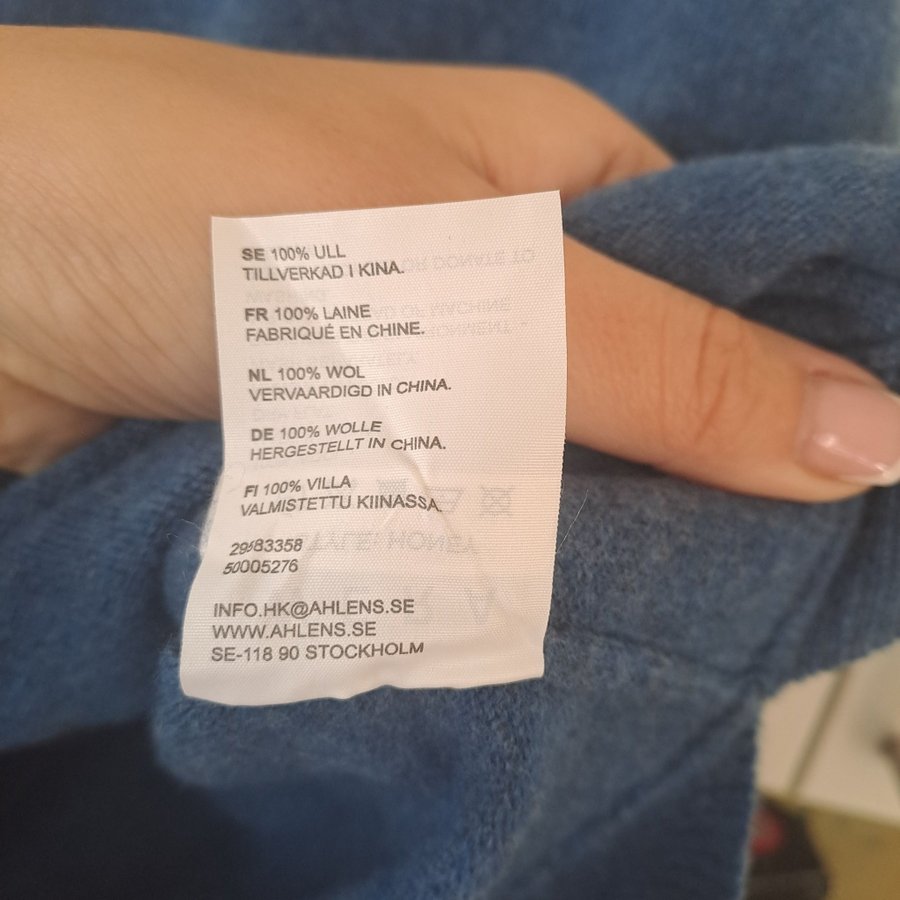 SE 100% ULL
TILLVERKAD I KINA.
FR 100% LAINE
FABRIQUÉ EN CHINE.
NL 100% WOL
VERVAARDIGD IN CHINA.
DE 100% WOLLE
HERGESTELLT IN CHINA.
FI 100% VILLA
VALMISTETTU KIINASSA.
29583358
50005276
INFO.HK@AHLENS.SE
WWW.AHLENS.SE
SE-118 90 STOCKHOLM